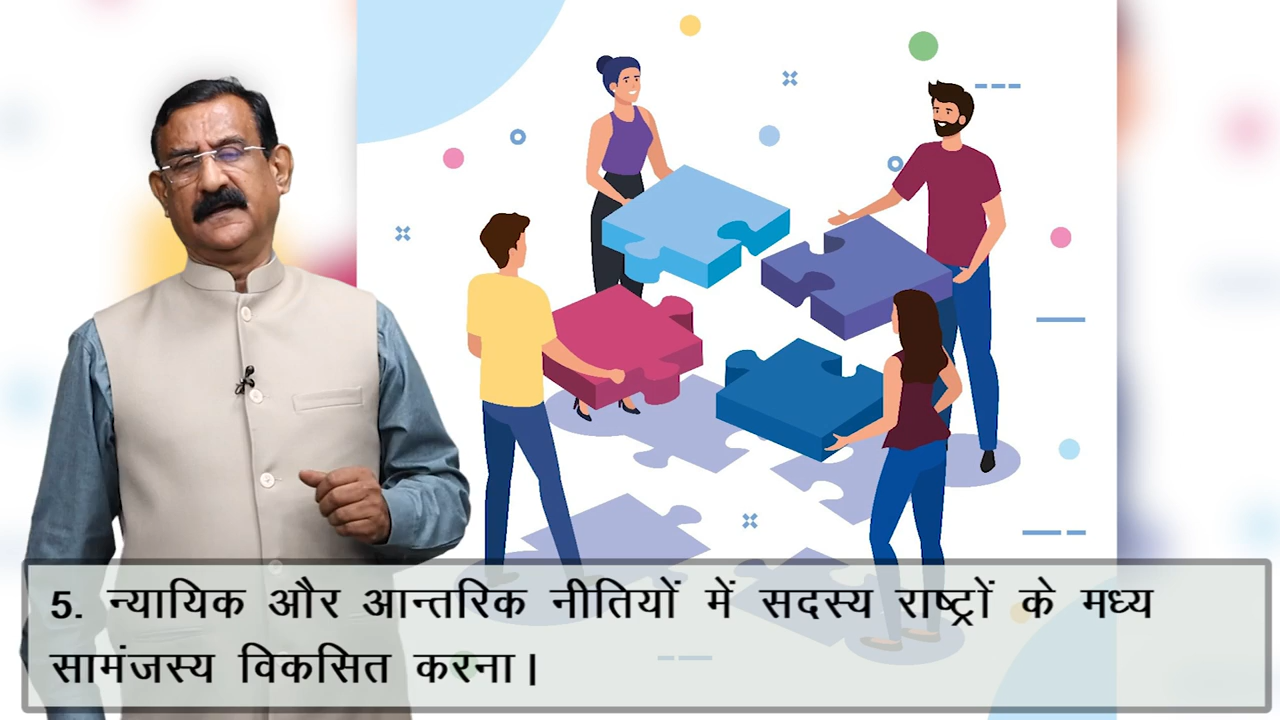 5. न्यायिक और आन्तरिक नीतियों में सदस्य राष्ट्रों के मध्य
सामंजस्य विकसित करना।